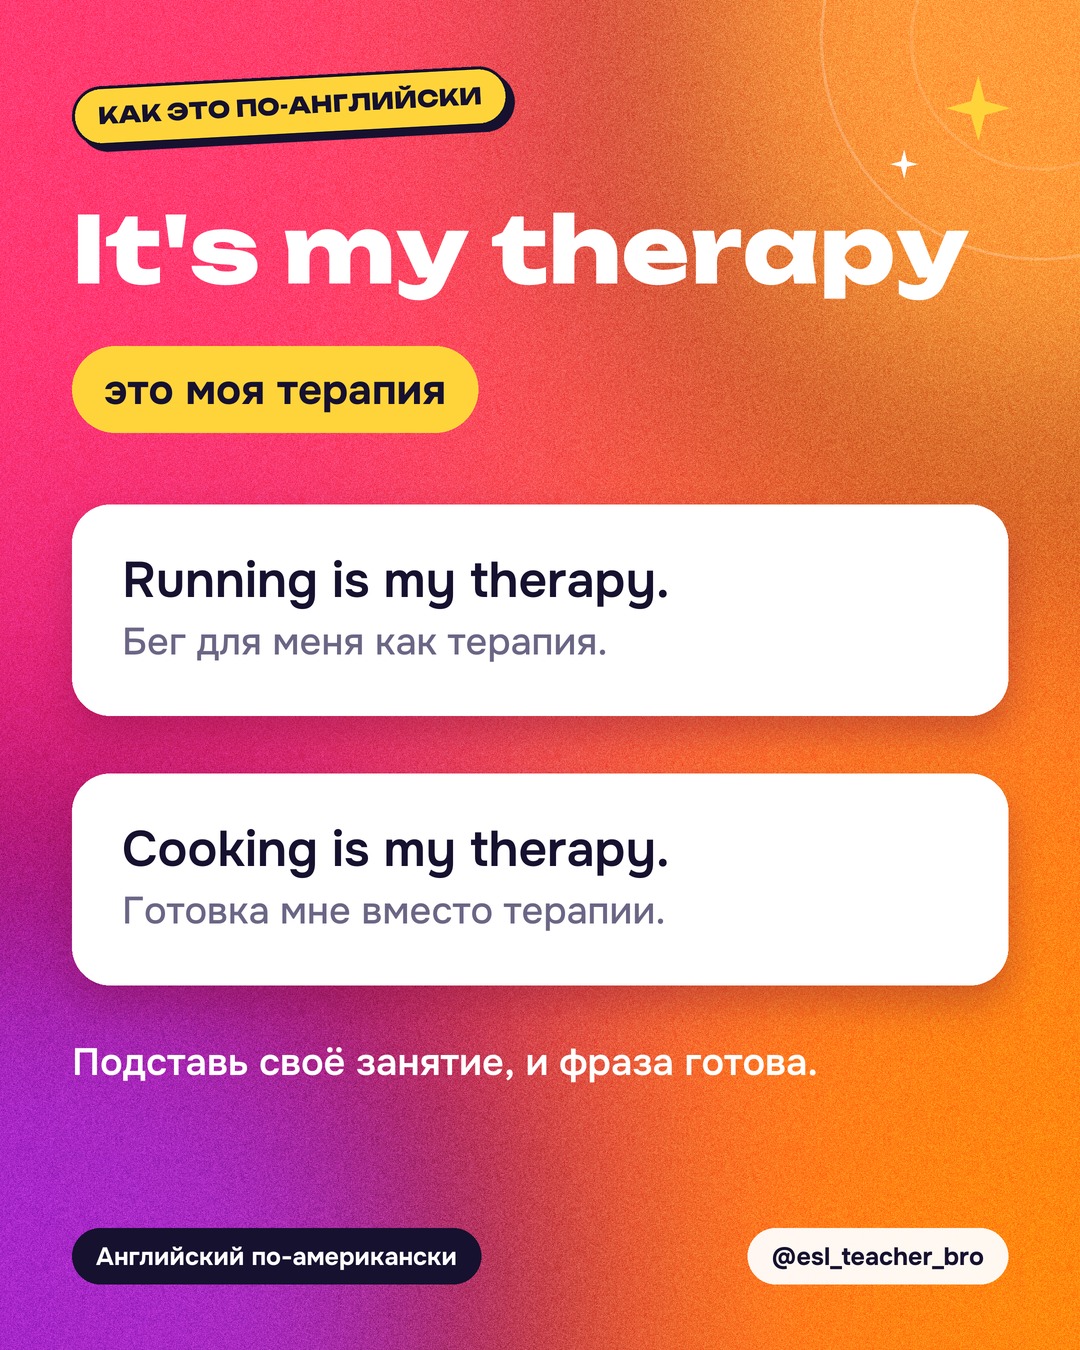 КАК ЭТО ПО-АНГЛИЙСКИ
It's my therapy
это моя терапия
Running is my therapy.
Бег для меня как терапия.
Cooking is my therapy.
Готовка мне вместо терапии.
Подставь своё занятие, и фраза готова.
Английский по-американски
@esl_teacher_bro